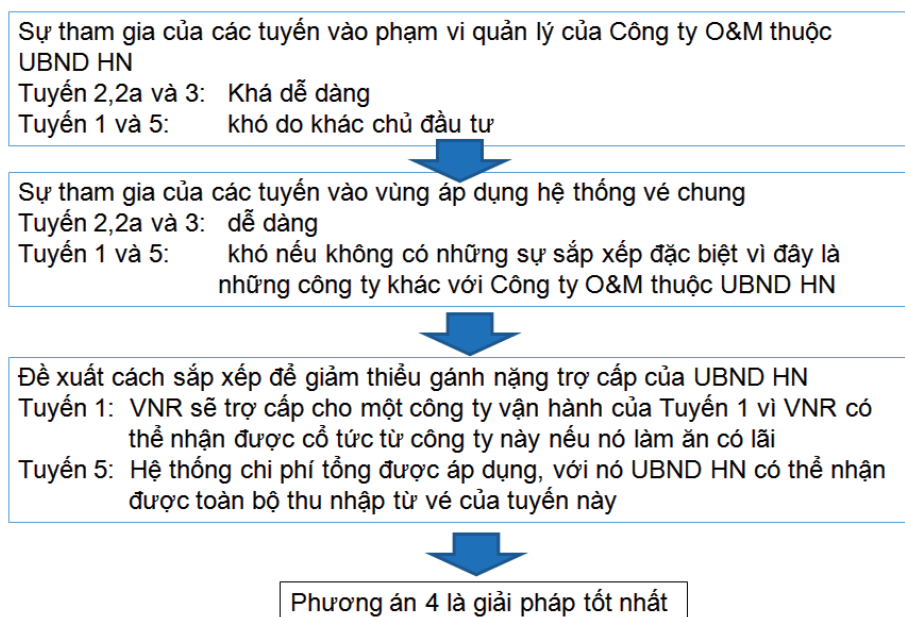 Sự tham gia của các tuyến vào phạm vi quản lý của Công ty O&M thuộc
UBND HN
Tuyến 2,2a và 3: Khá dễ dàng
Tuyến 1 và 5: khó do khác chủ đầu tư
Sự tham gia của các tuyến vào vùng áp dụng hệ thống vé chung
Tuyến 2,2a và 3: dễ dàng
Tuyến 1 và 5: khó nếu không có những sự sắp xếp đặc biệt vì đây là
những công ty khác với Công ty O&M thuộc UBND HN
Đề xuất cách sắp xếp để giảm thiểu gánh nặng trợ cấp của UBND HN
Tuyến 1: VNR sẽ trợ cấp cho một công ty vận hành của Tuyến 1 vì VNR có
thể nhận được cổ tức từ công ty này nếu nó làm ăn có lãi
Tuyến 5: Hệ thống chi phí tổng được áp dụng, với nó UBND HN có thể nhận
được toàn bộ thu nhập từ vé của tuyến này
Phương án 4 là giải pháp tốt nhất